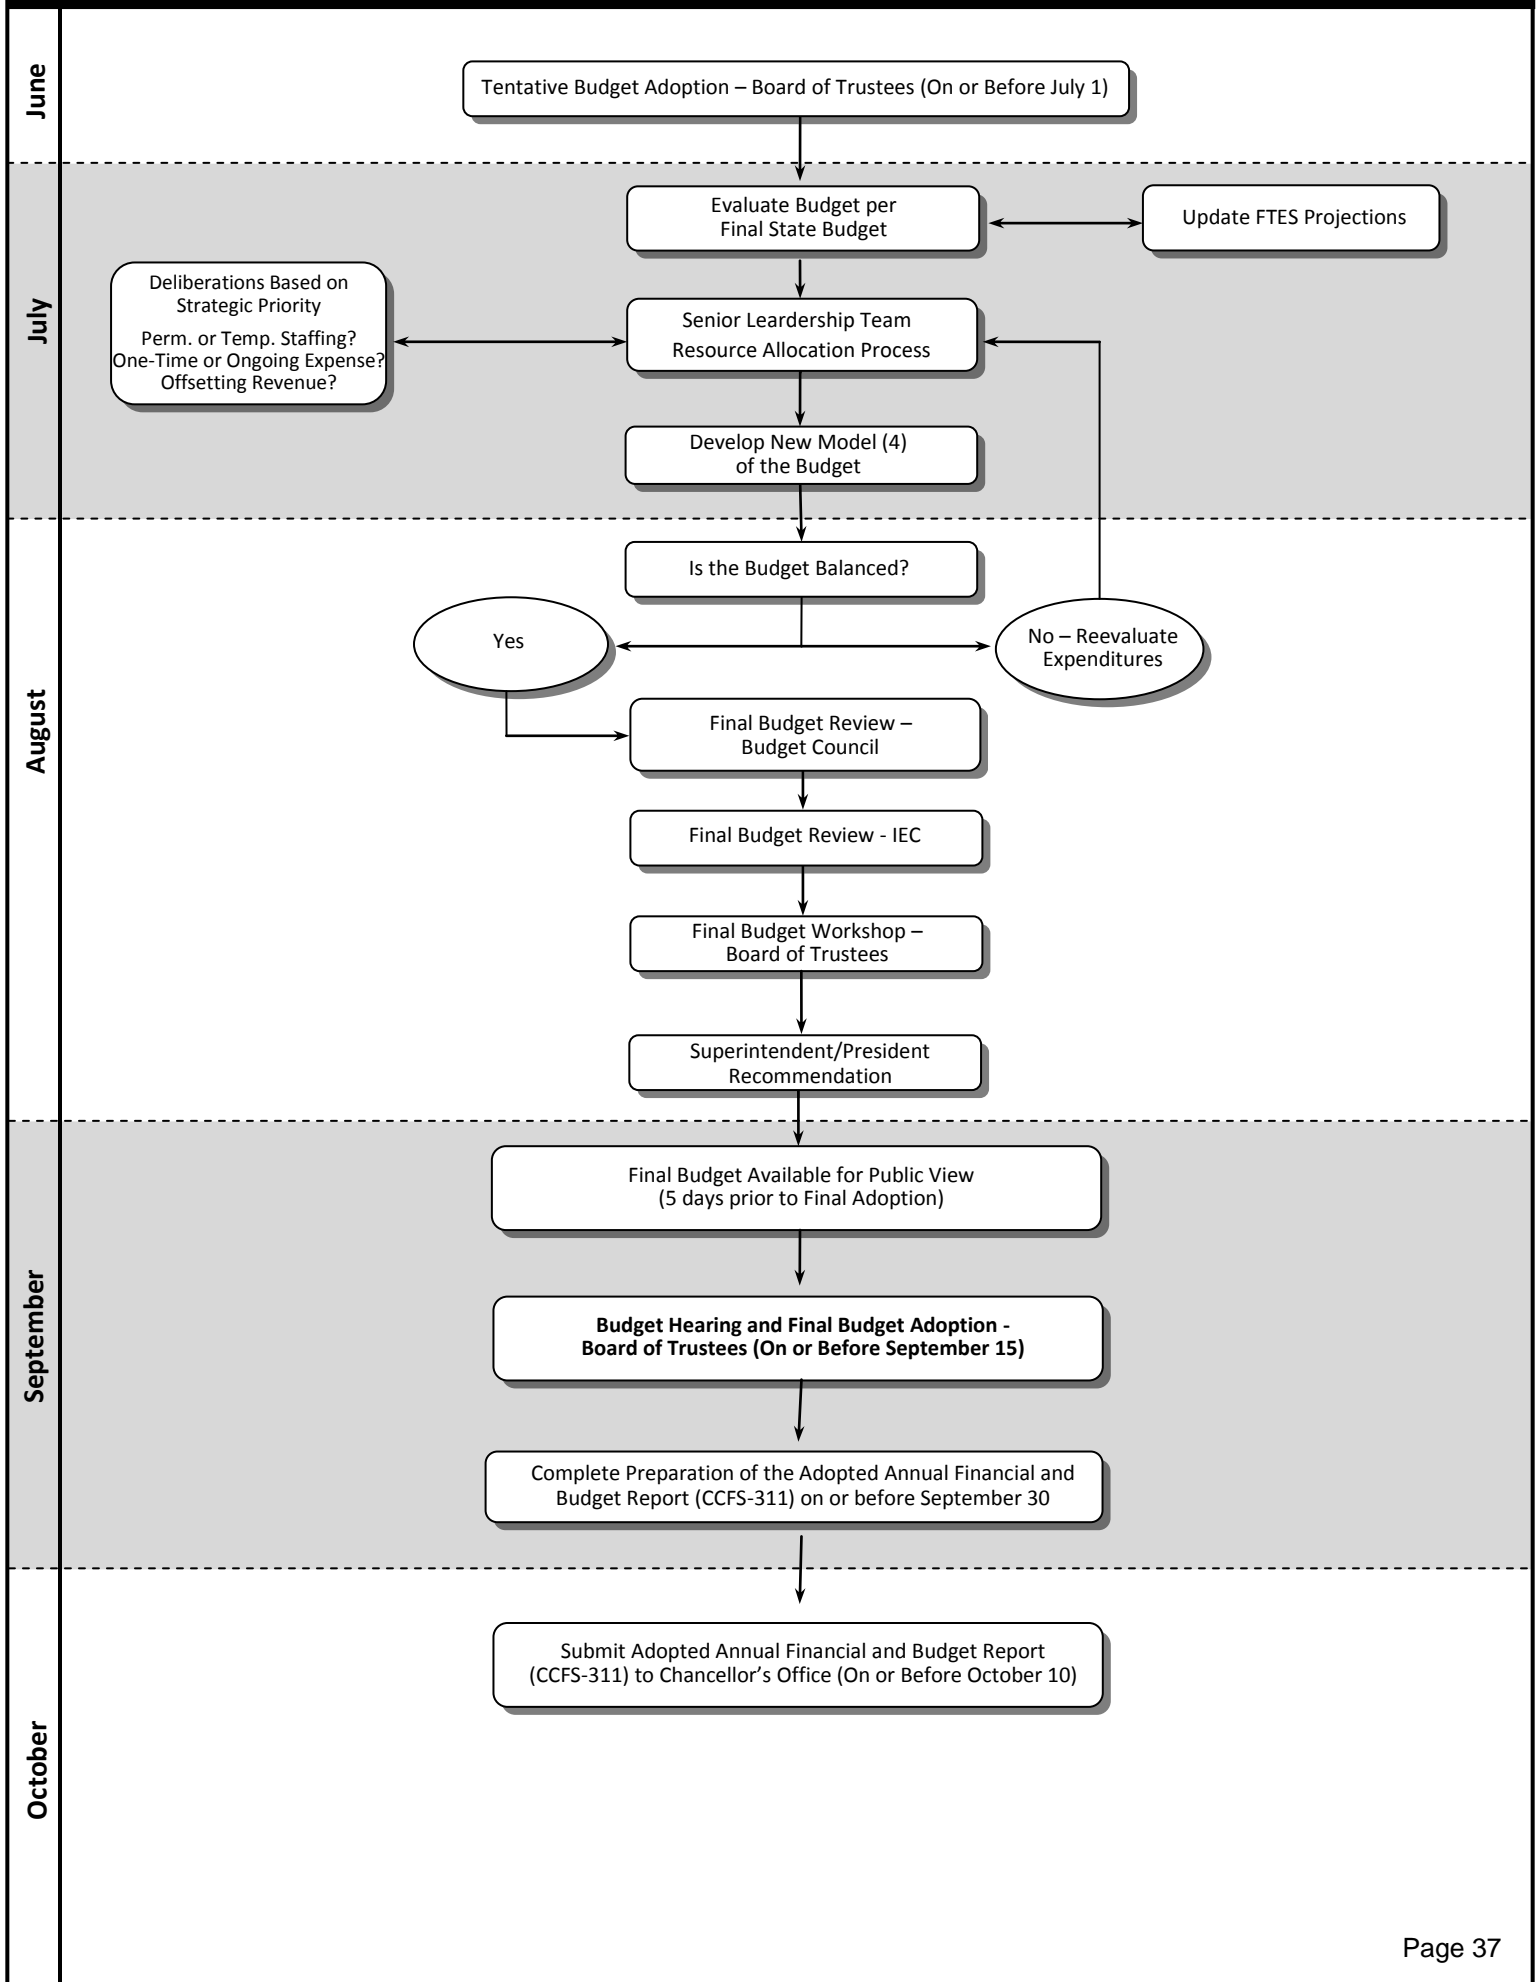 June
Tentative Budget Adoption – Board of Trustees (On or Before July 1)
July
Evaluate Budget per
Final State Budget
Update FTES Projections
Deliberations Based on
Strategic Priority
Perm. or Temp. Staffing?
One-Time or Ongoing Expense?
Offsetting Revenue?
Senior Leardership Team
Resource Allocation Process
Develop New Model (4)
of the Budget
August
Is the Budget Balanced?
Yes
No – Reevaluate
Expenditures
Final Budget Review –
Budget Council
Final Budget Review - IEC
Final Budget Workshop –
Board of Trustees
Superintendent/President
Recommendation
September
Final Budget Available for Public View
(5 days prior to Final Adoption)
Budget Hearing and Final Budget Adoption -
Board of Trustees (On or Before September 15)
Complete Preparation of the Adopted Annual Financial and
Budget Report (CCFS-311) on or before September 30
October
Submit Adopted Annual Financial and Budget Report
(CCFS-311) to Chancellor’s Office (On or Before October 10)
Page 37